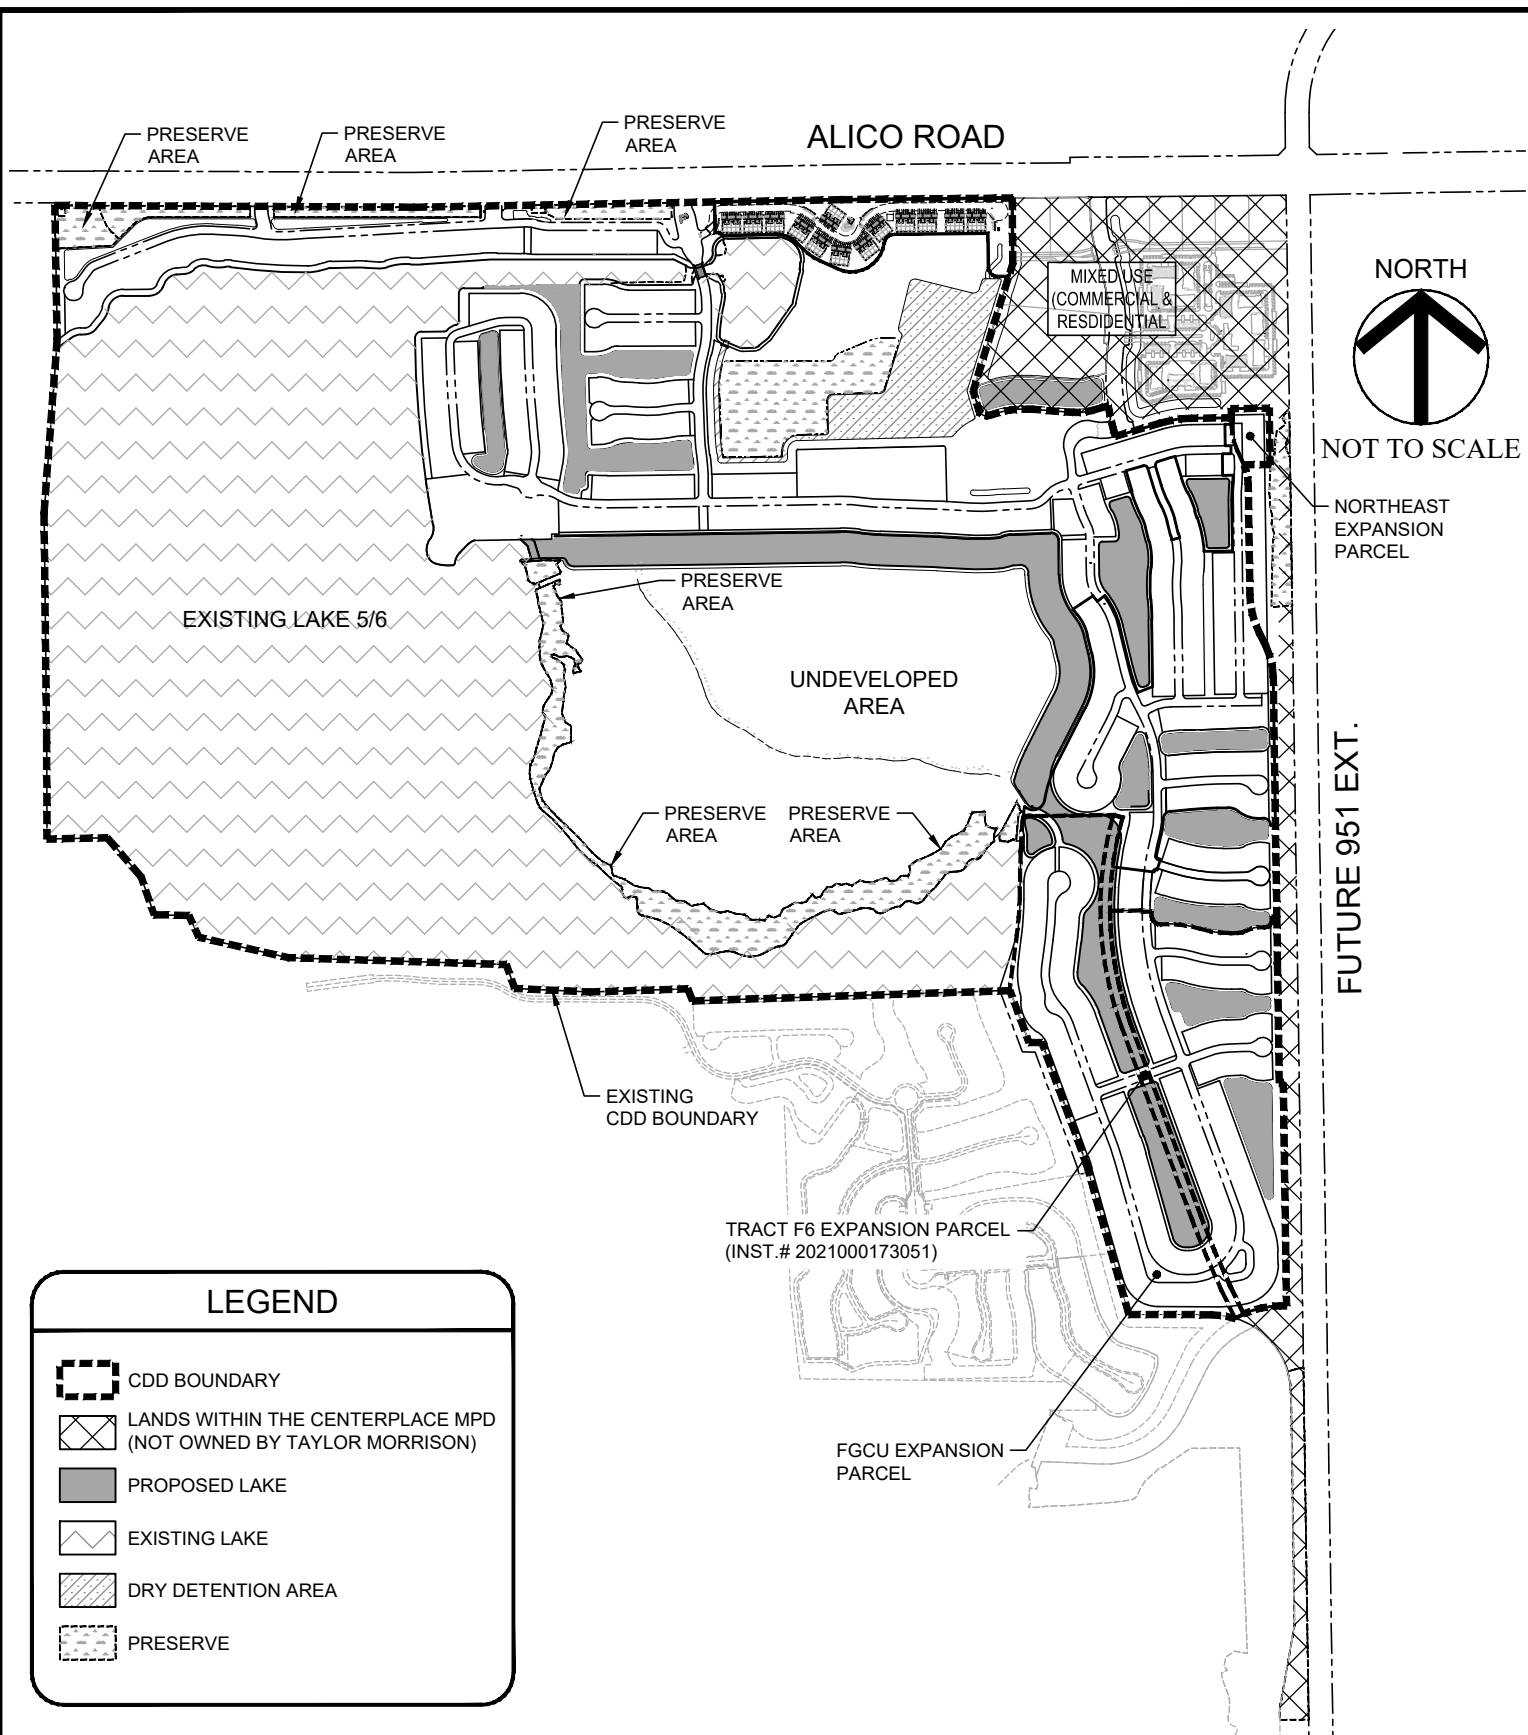 ALICO ROAD
PRESERVE
AREA
PRESERVE
AREA
PRESERVE
AREA
MIXED USE
(COMMERCIAL &
RESDIDENTIAL
NORTH
NOT TO SCALE
NORTHEAST
EXPANSION
PARCEL
PRESERVE
AREA
EXISTING LAKE 5/6
UNDEVELOPED
AREA
FUTURE 951 EXT.
PRESERVE
AREA
PRESERVE
AREA
EXISTING
CDD BOUNDARY
TRACT F6 EXPANSION PARCEL
(INST.# 2021000173051)
FGCU EXPANSION
PARCEL
LEGEND
CDD BOUNDARY
LANDS WITHIN THE CENTERPLACE MPD
(NOT OWNED BY TAYLOR MORRISON)
PROPOSED LAKE
EXISTING LAKE
DRY DETENTION AREA
PRESERVE